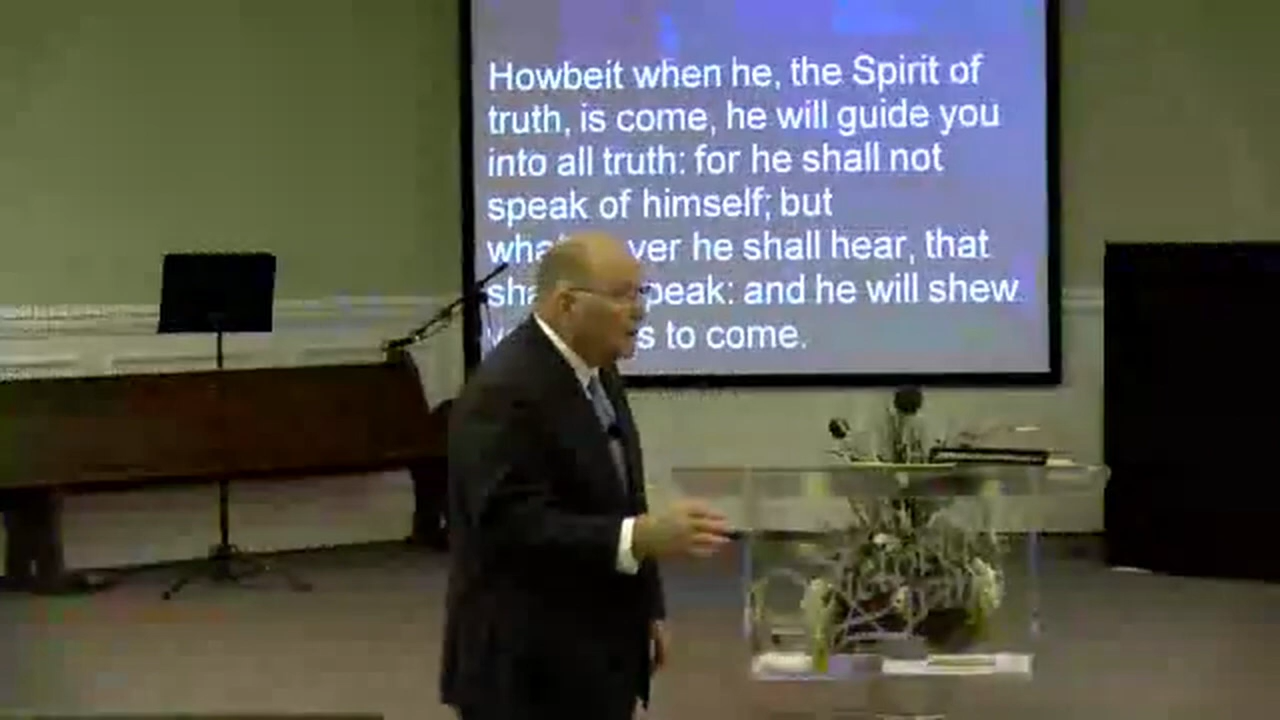 Howbeit when he, the Spirit of
truth, is come, he will guide you
into all truth: for he shall not
speak of himself; but
he shall hear, that
and he will shew
to come.